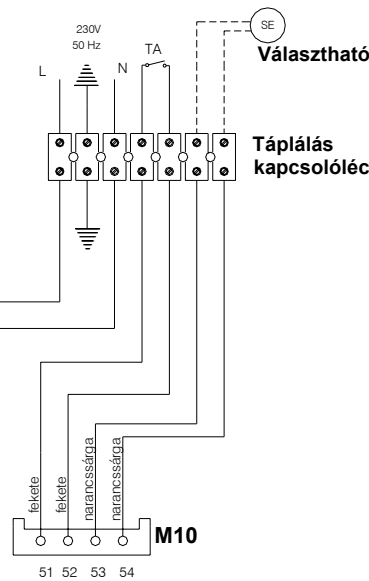 230V
50 Hz
L
N
TA
SE
Választható
Táplálás
kapcsolóléc
fekete
fekete
narancssárga
narancssárga
M10
51 52 53 54